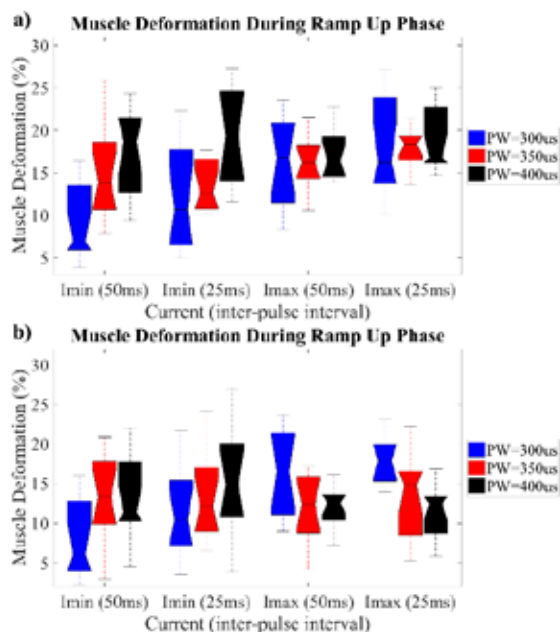 a)
Muscle Deformation During Ramp Up Phase
Muscle Deformation (%)
30
25
20
15
10
5
PW=300us
PW=350us
PW=400us
Imin (50ms) Imin (25ms) Imax (50ms) Imax (25ms)
Current (inter-pulse interval)
b)
Muscle Deformation During Ramp Up Phase
Muscle Deformation (%)
30
25
20
15
10
5
PW=300us
PW=350us
PW=400us
Imin (50ms) Imin (25ms) Imax (50ms) Imax (25ms)
Current (inter-pulse interval)